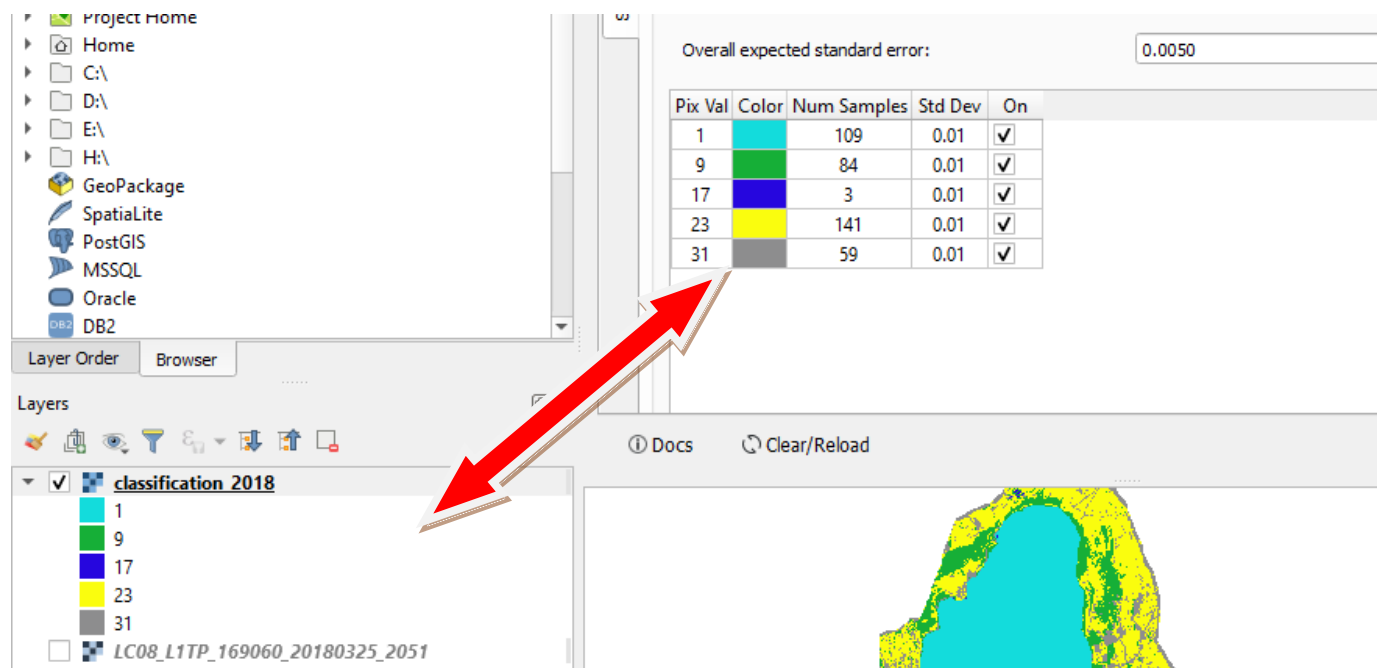 Project Home
Home
C:\
D:\
E:\
H:\
GeoPackage
SpatiaLite
PostGIS
MSSQL
Oracle
DB2
DB2
Layer Order Browser
Layers
classification_2018
1
9
17
23
31
LC08_L1TP_169060_20180325_2051
Overall expected standard error: 0.0050
Pix Val Color Num Samples Std Dev On
1 109 0.01
9 84 0.01
17 3 0.01
23 141 0.01
31 59 0.01
Docs Clear/Reload